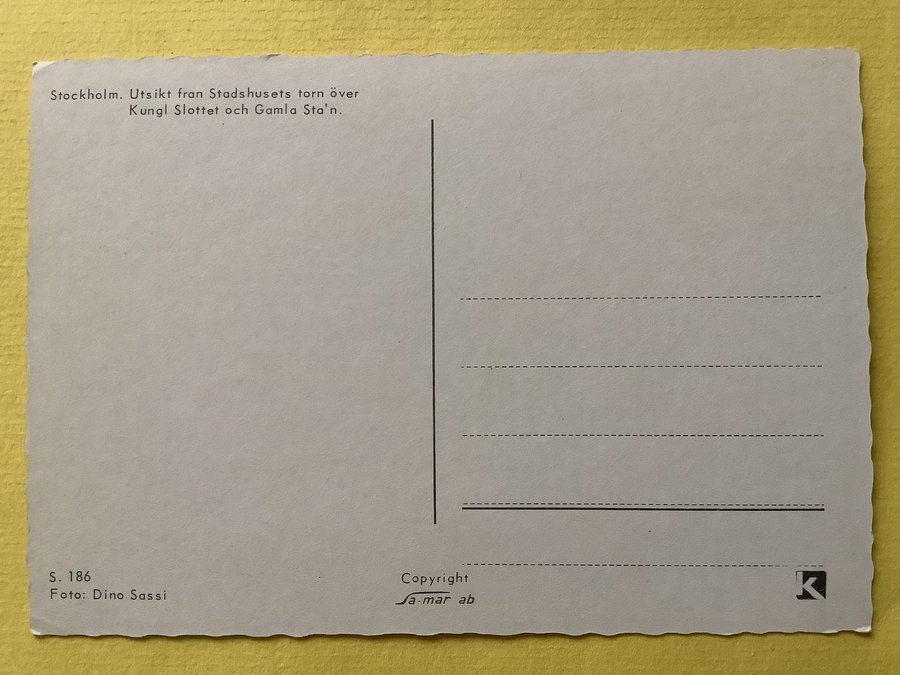 Stockholm. Utsikt fran Stadshusets torn över
Kungl Slottet och Gamla Sta'n.
S. 186
Foto: Dino Sassi
Copyright
Sa-mar ab
K